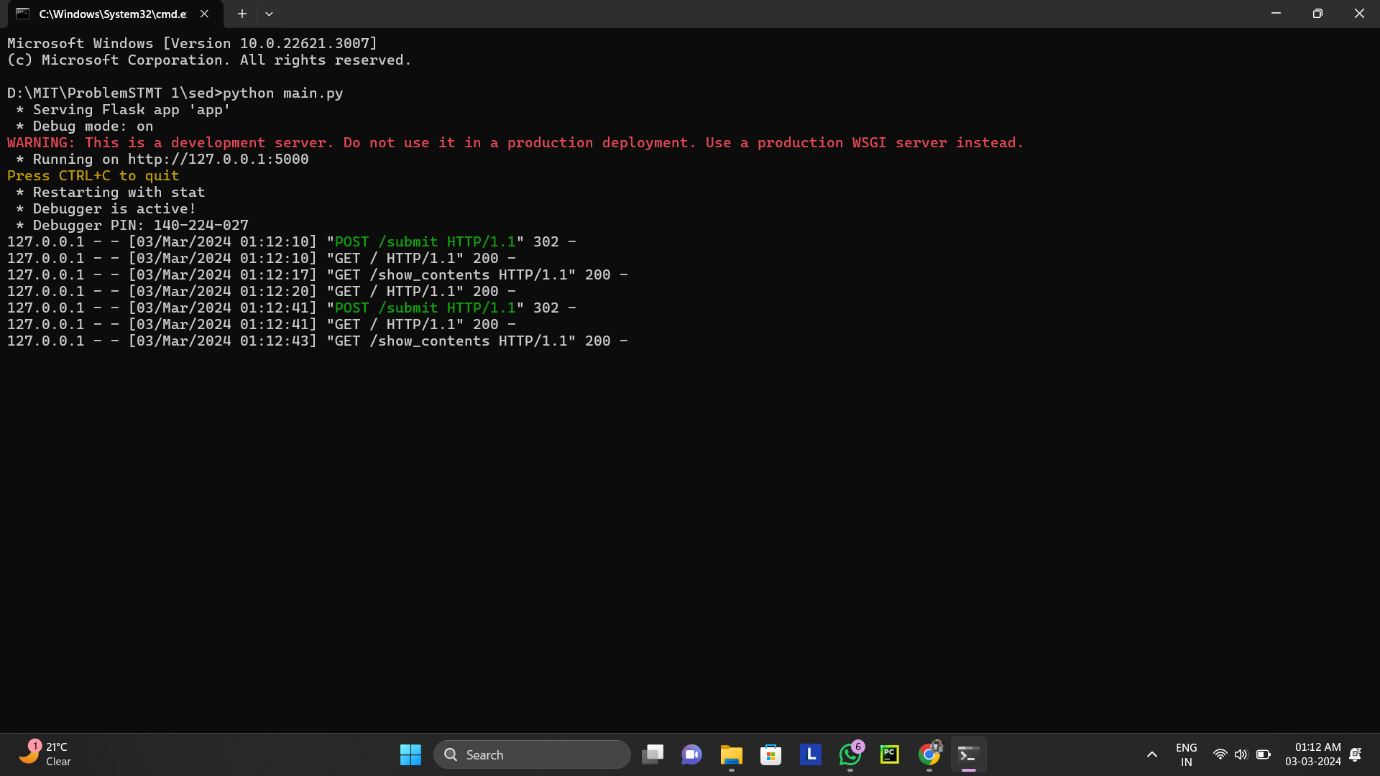 C:\Windows\System32\cmd.e
Microsoft Windows [Version 10.0.22621.3007]
(c) Microsoft Corporation. All rights reserved.
D:\MIT\ProblemSTMT 1\sed>python main.py
* Serving Flask app 'app'
* Debug mode: on
WARNING: This is a development server. Do not use it in a production deployment. Use a production WSGI server instead.
* Running on http://127.0.0.1:5000
Press CTRL+C to quit
* Restarting with stat
* Debugger is active!
* Debugger PIN: 140-224-027
127.0.0.1 - - [03/Mar/2024 01:12:10] "POST /submit HTTP/1.1" 302 -
127.0.0.1 - - [03/Mar/2024 01:12:10] "GET / HTTP/1.1" 200 -
127.0.0.1 - - [03/Mar/2024 01:12:17] "GET /show_contents HTTP/1.1" 200 -
127.0.0.1 - - [03/Mar/2024 01:12:20] "GET / HTTP/1.1" 200 -
127.0.0.1 - - [03/Mar/2024 01:12:41] "POST /submit HTTP/1.1" 302 -
127.0.0.1 - - [03/Mar/2024 01:12:41] "GET / HTTP/1.1" 200 -
127.0.0.1 - - [03/Mar/2024 01:12:43] "GET /show_contents HTTP/1.1" 200 -
1
21°C
Clear
Search
L
6
PC
ENG
IN
01:12 AM
03-03-2024